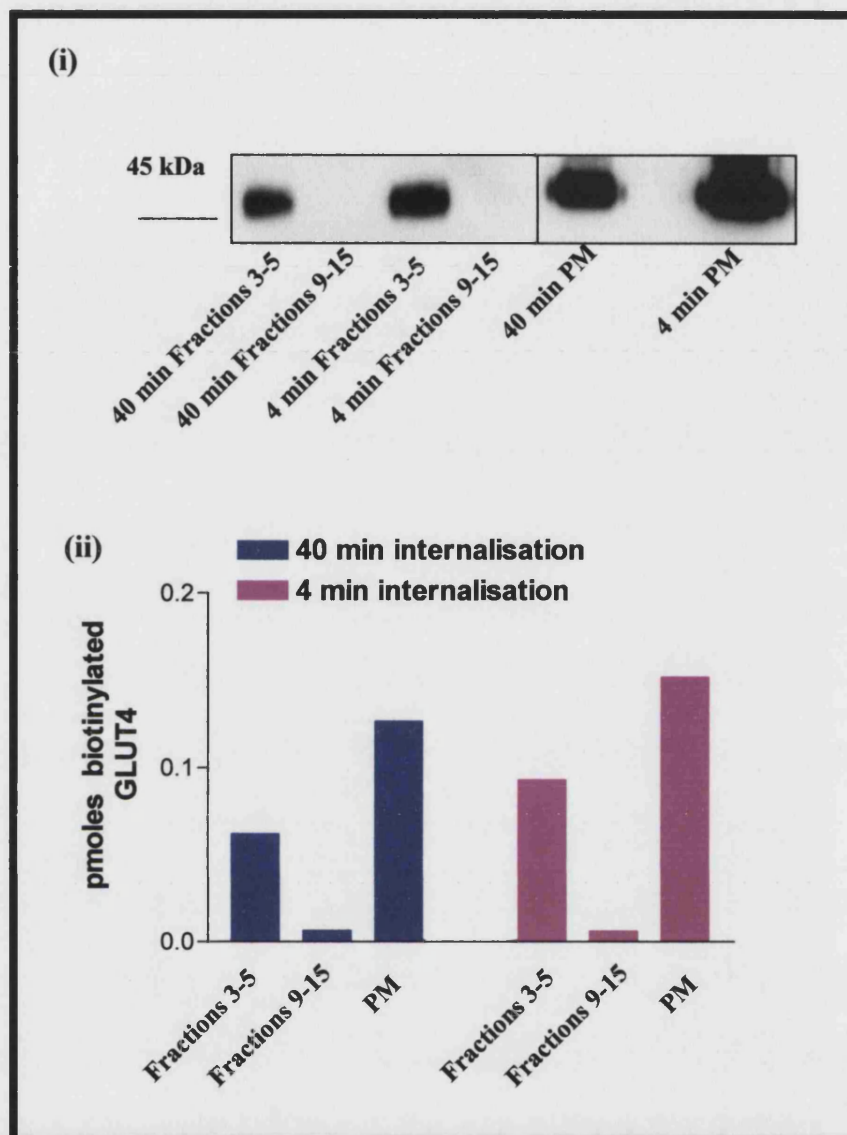 (i)
45 kDa
40 min Fractions 3-5
40 min Fractions 9-15
4 min Fractions 3-5
4 min Fractions 9-15
40 min PM
4 min PM
(ii)
40 min internalisation
4 min internalisation
pmoles biotinylated
GLUT4
0.2
0.1
0.0
Fractions 3-5
Fractions 9-15
PM
Fractions 3-5
Fractions 9-15
PM